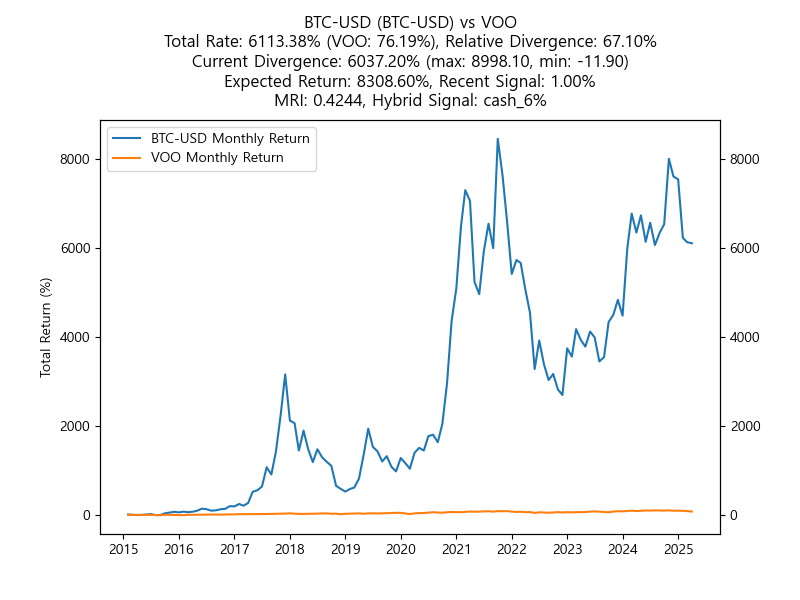 BTC-USD (BTC-USD) vs VOO
Total Rate: 6113.38% (VOO: 76.19%), Relative Divergence: 67.10%
Current Divergence: 6037.20% (max: 8998.10, min: -11.90)
Expected Return: 8308.60%, Recent Signal: 1.00%
MRI: 0.4244, Hybrid Signal: cash_6%
BTC-USD Monthly Return
VOO Monthly Return
Total Return (%)
8000
6000
4000
2000
0
8000
6000
4000
2000
0
2015 2016 2017 2018 2019 2020 2021 2022 2023 2024 2025